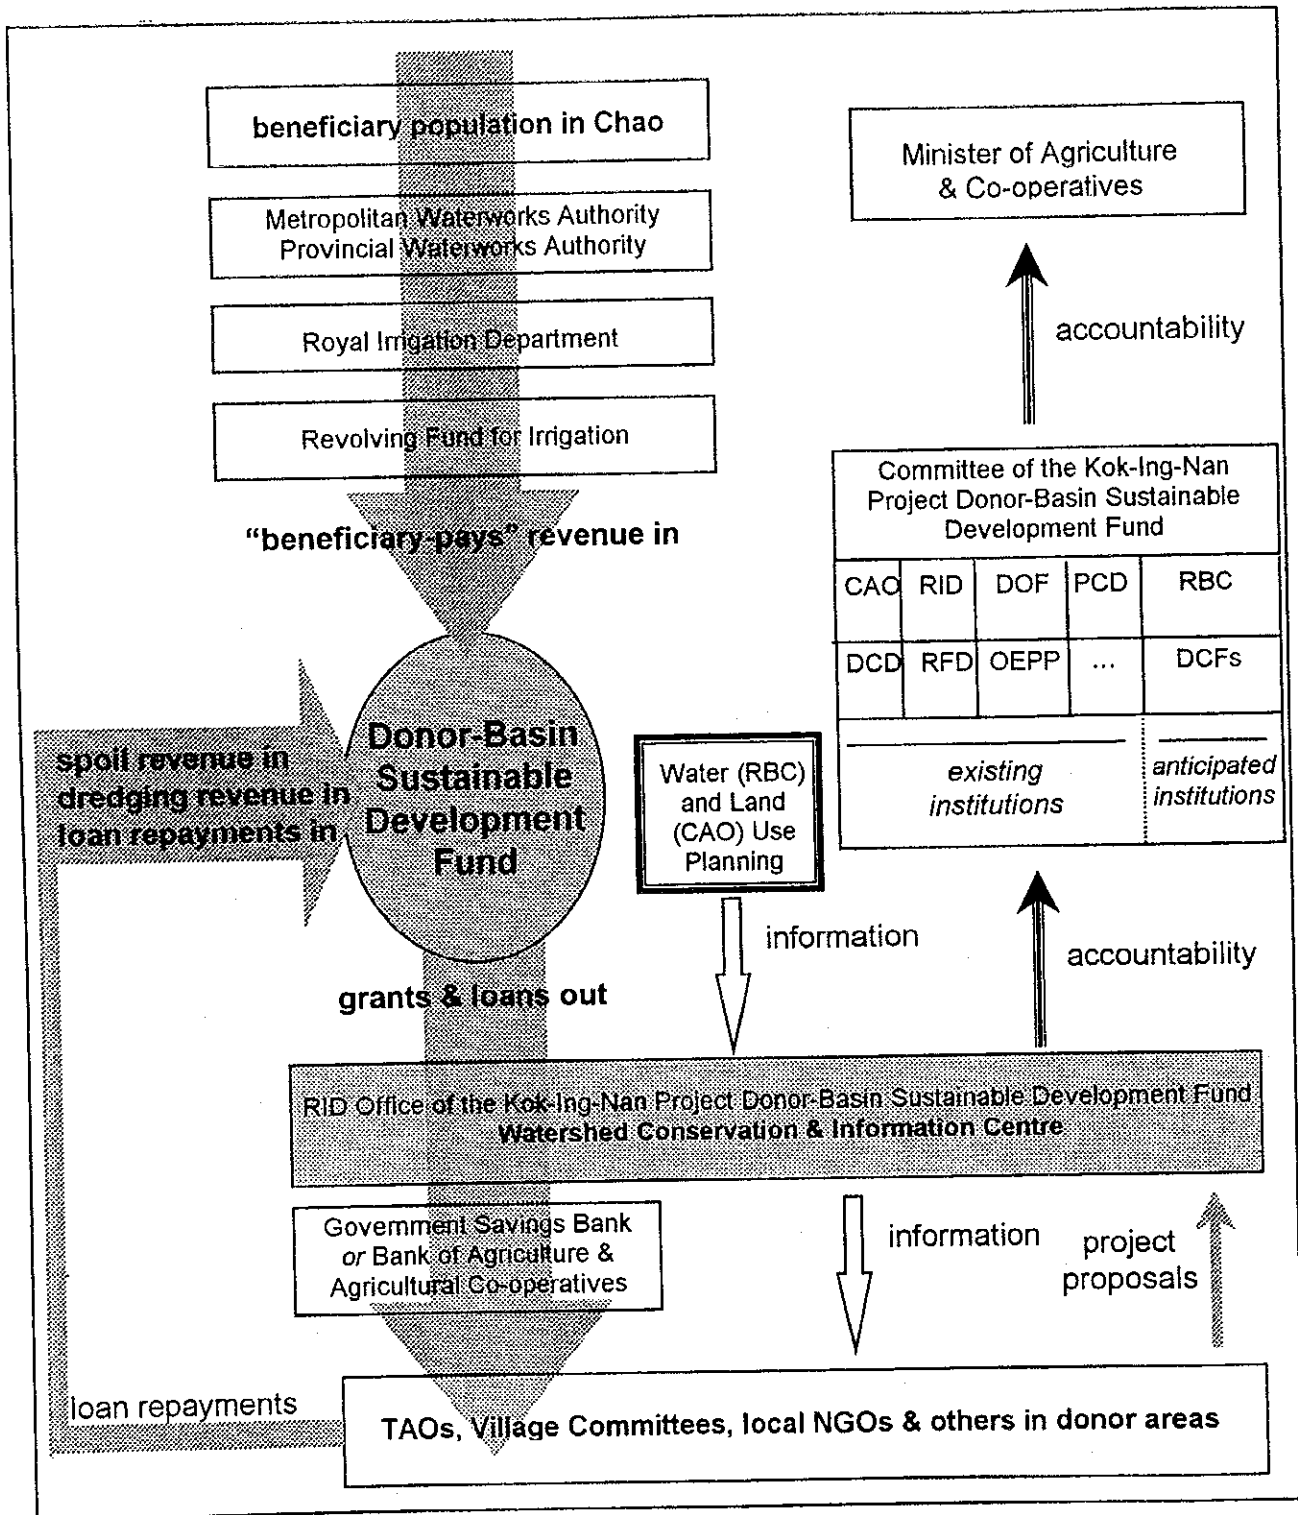 beneficiary population in Chao
Metropolitan Waterworks Authority
Provincial Waterworks Authority
Royal Irrigation Department
Revolving Fund for Irrigation
“beneficiary-pays” revenue in
spoil revenue in
dredging revenue in
loan repayments in
Donor-Basin
Sustainable
Development
Fund
grants & loans out
Minister of Agriculture
& Co-operatives
accountability
Committee of the Kok-Ing-Nan
Project Donor-Basin Sustainable
Development Fund
CAO RID DOF PCD RBC
DCD RFD OEPP ... DCFs
existing
institutions
anticipated
institutions
Water (RBC)
and Land
(CAO) Use
Planning
information
accountability
RID Office of the Kok-Ing-Nan Project Donor-Basin Sustainable Development Fund
Watershed Conservation & Information Centre
Government Savings Bank
or Bank of Agriculture &
Agricultural Co-operatives
information
project
proposals
loan repayments
TAOs, Village Committees, local NGOs & others in donor areas